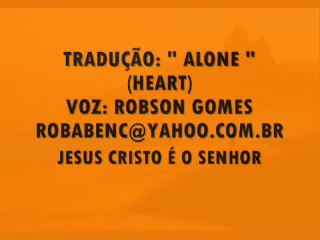 TRADUÇÃO: " ALONE "
(HEART)
VOZ: ROBSON GOMES
ROBABENC@YAHOO.COM.BR
JESUS CRISTO É O SENHOR